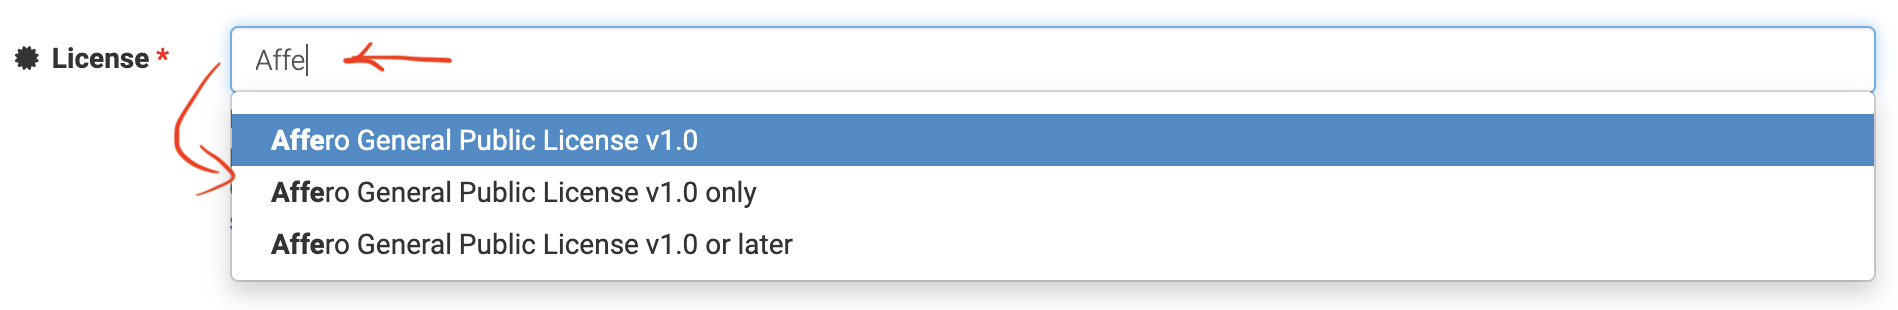 License *
Affe
Affero General Public License v1.0
Affero General Public License v1.0 only
Affero General Public License v1.0 or later